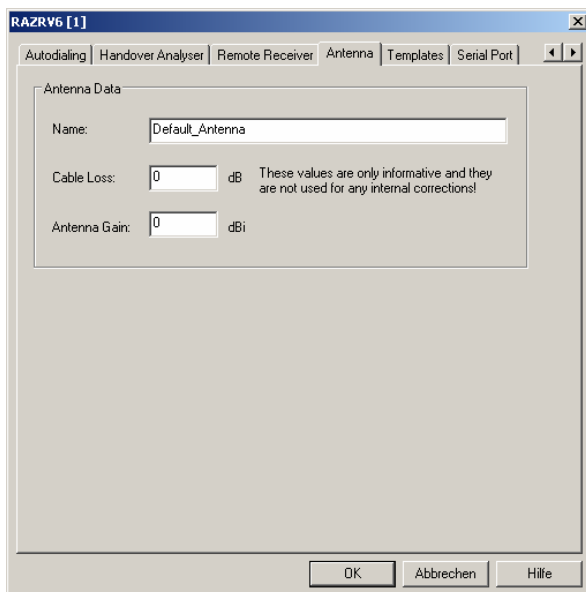 RAZRV6 [1]
Autodialing Handover Analyser Remote Receiver Antenna Templates Serial Port
Antenna Data
Name: Default_Antenna
Cable Loss: 0 dB These values are only informative and they
are not used for any internal corrections!
Antenna Gain: 0 dBi
OK Abbrechen Hilfe